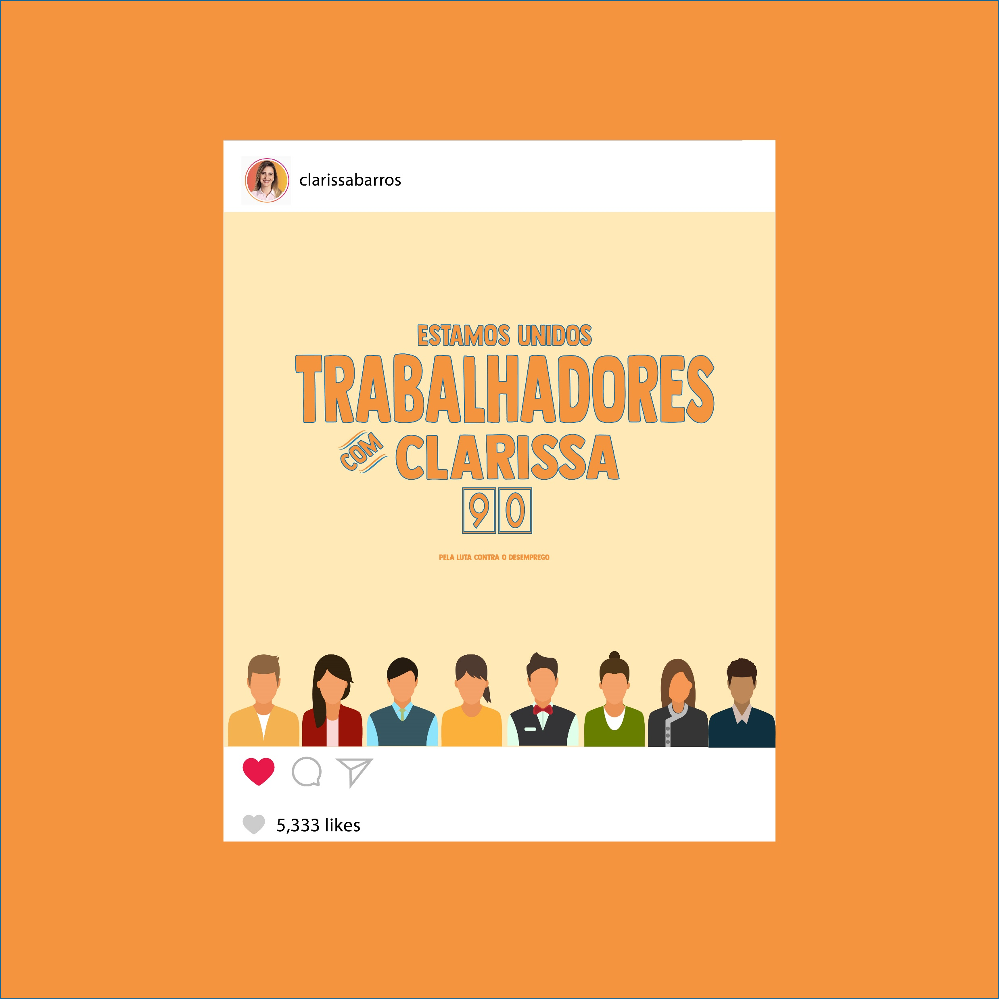 clarissabarros
ESTAMOS UNIDOS
TRABALHADORES
COM CLARISSA
90
PELA LUTA CONTRA O DESEMPREGO
5,333 likes